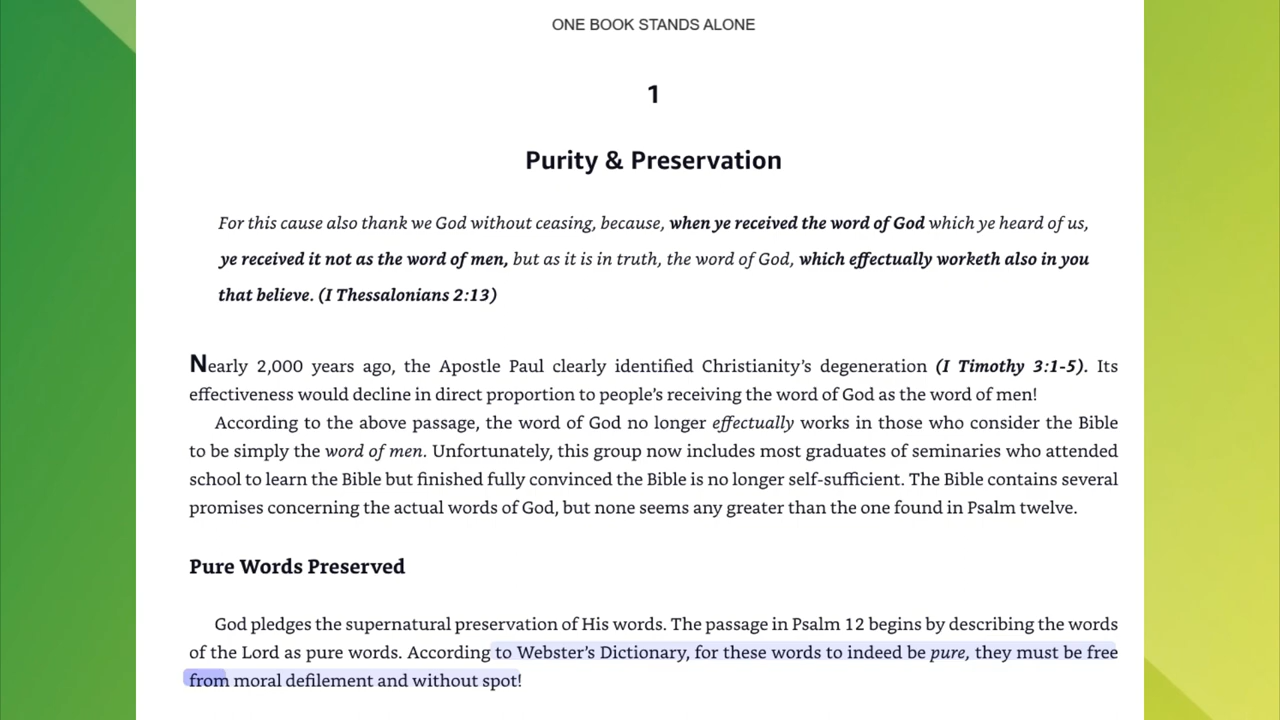 ONE BOOK STANDS ALONE
1
Purity & Preservation
For this cause also thank we God without ceasing, because, when ye received the word of God which ye heard of us,
ye received it not as the word of men, but as it is in truth, the word of God, which effectually worketh also in you
that believe. (I Thessalonians 2:13)
Nearly 2,000 years ago, the Apostle Paul clearly identified Christianity's degeneration (I Timothy 3:1-5). Its
effectiveness would decline in direct proportion to people's receiving the word of God as the word of men!
According to the above passage, the word of God no longer effectually works in those who consider the Bible
to be simply the word of men. Unfortunately, this group now includes most graduates of seminaries who attended
school to learn the Bible but finished fully convinced the Bible is no longer self-sufficient. The Bible contains several
promises concerning the actual words of God, but none seems any greater than the one found in Psalm twelve.
Pure Words Preserved
God pledges the supernatural preservation of His words. The passage in Psalm 12 begins by describing the words
of the Lord as pure words. According to Webster's Dictionary, for these words to indeed be pure, they must be free
from moral defilement and without spot!